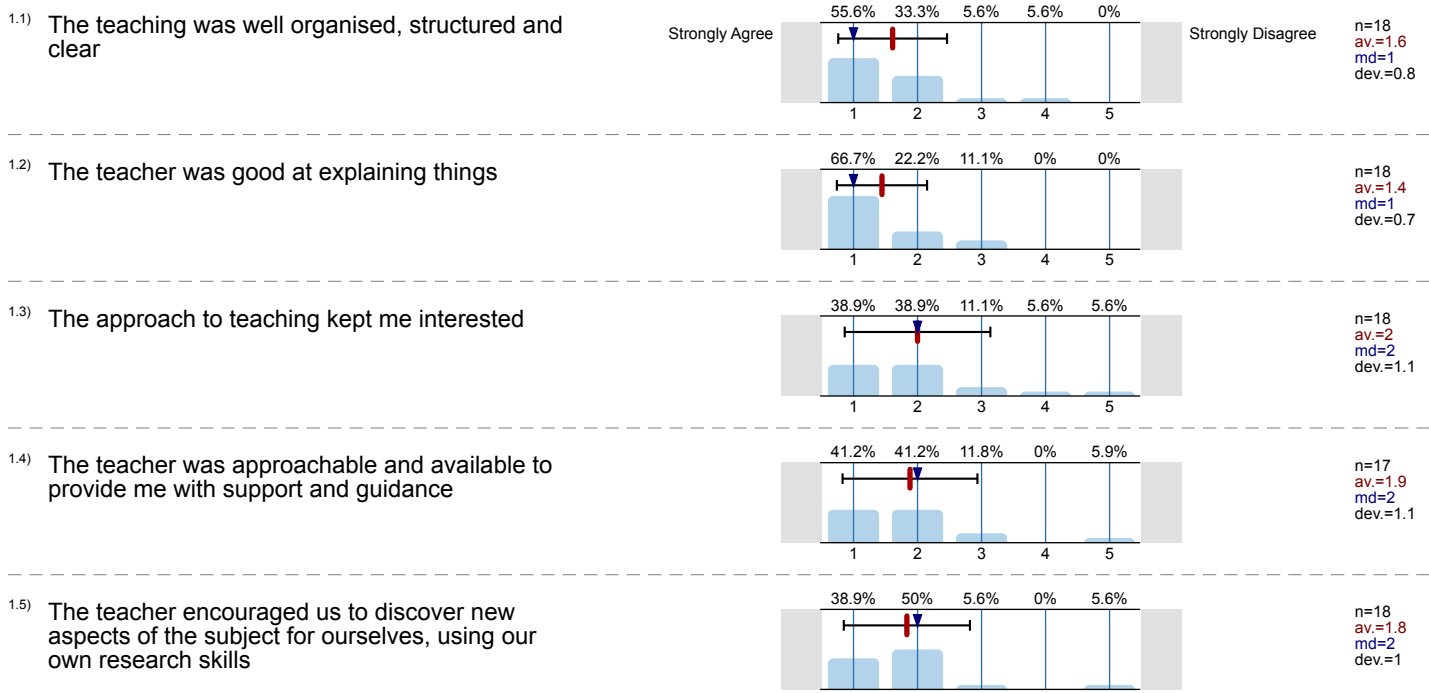 1.1) The teaching was well organised, structured and
clear
Strongly Agree
55.6% 33.3% 5.6% 5.6% 0%
1 2 3 4 5
Strongly Disagree
n=18
av.=1.6
md=1
dev.=0.8
1.2) The teacher was good at explaining things
66.7% 22.2% 11.1% 0% 0%
1 2 3 4 5
n=18
av.=1.4
md=1
dev.=0.7
1.3) The approach to teaching kept me interested
38.9% 38.9% 11.1% 5.6% 5.6%
1 2 3 4 5
n=18
av.=2
md=2
dev.=1.1
1.4) The teacher was approachable and available to
provide me with support and guidance
41.2% 41.2% 11.8% 0% 5.9%
1 2 3 4 5
n=17
av.=1.9
md=2
dev.=1.1
1.5) The teacher encouraged us to discover new
aspects of the subject for ourselves, using our
own research skills
38.9% 50% 5.6% 0% 5.6%
n=18
av.=1.8
md=2
dev.=1